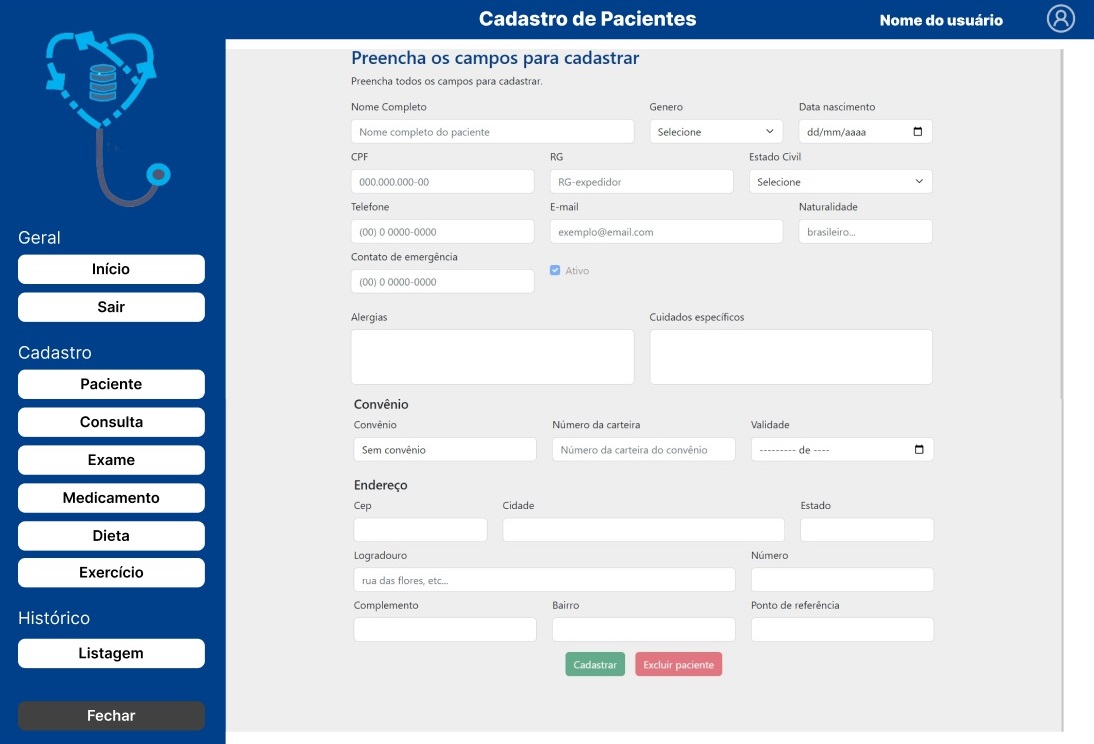 Cadastro de Pacientes
Nome do usuário
Geral
Início
Sair
Cadastro
Paciente
Consulta
Exame
Medicamento
Dieta
Exercício
Histórico
Listagem
Fechar
Preencha os campos para cadastrar
Preencha todos os campos para cadastrar.
Nome Completo Genero Data nascimento
Nome completo do paciente Selecione dd/mm/aaaa
CPF RG Estado Civil
000.000.000-00 RG-expedidor Selecione
Telefone E-mail Naturalidade
(00) 0 0000-0000 exemplo@email.com brasileiro...
Contato de emergência
(00) 0 0000-0000 Ativo
Alergias Cuidados específicos
Convênio
Convênio Número da carteira Validade
Sem convênio Número da carteira do convênio --------- de ----
Endereço
Cep Cidade Estado
Logradouro Número
rua das flores, etc...
Complemento Bairro Ponto de referência
Cadastrar Excluir paciente